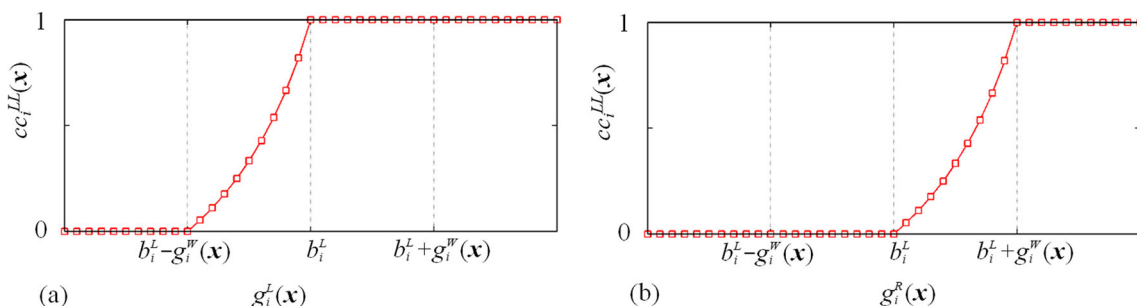 1
cc_i^{LL}(x)
0
b_i^L−g_i^W(x) b_i^L b_i^L+g_i^W(x)
(a) g_i^L(x)
1
cc_i^{LL}(x)
0
b_i^L−g_i^W(x) b_i^L b_i^L+g_i^W(x)
(b) g_i^R(x)